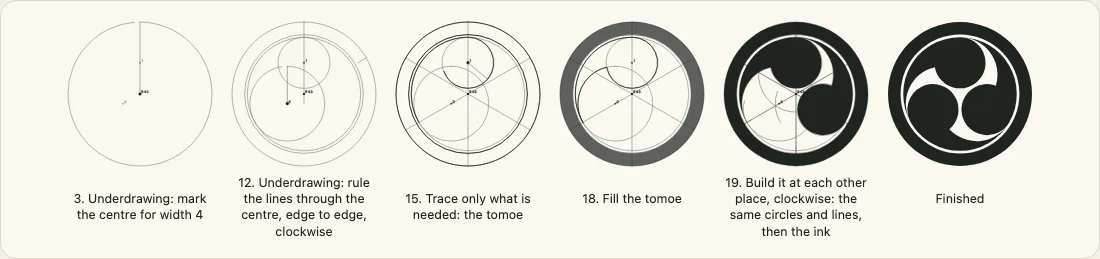 3. Underdrawing: mark
the centre for width 4
12. Underdrawing: rule
the lines through the
centre, edge to edge,
clockwise
15. Trace only what is
needed: the tomoe
18. Fill the tomoe
19. Build it at each other
place, clockwise: the
same circles and lines,
then the ink
Finished